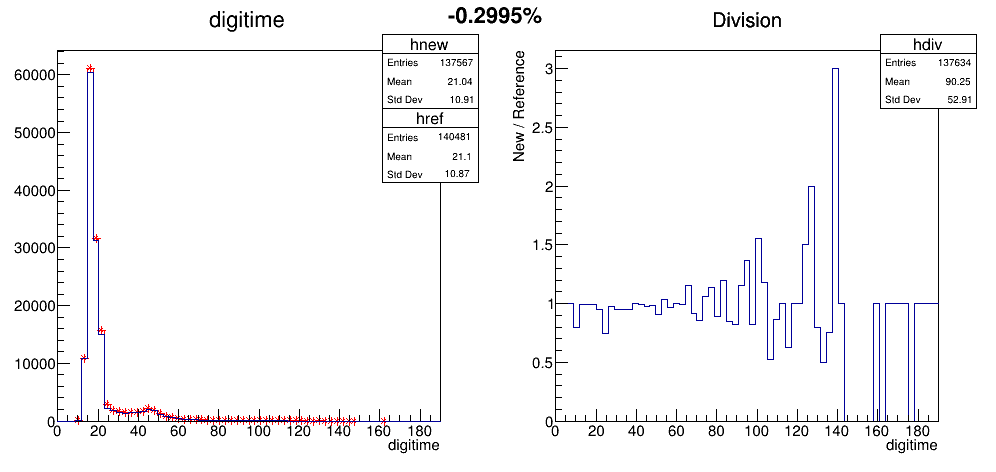 digitime
-0.2995%
Division
hnew
Entries 137567
Mean 21.04
Std Dev 10.91
href
Entries 140481
Mean 21.1
Std Dev 10.87
60000
50000
40000
30000
20000
10000
0
0 20 40 60 80 100 120 140 160 180
digitime
hdiv
Entries 137634
Mean 90.25
Std Dev 52.91
New / Reference
3
2.5
2
1.5
1
0.5
0
0 20 40 60 80 100 120 140 160 180
digitime